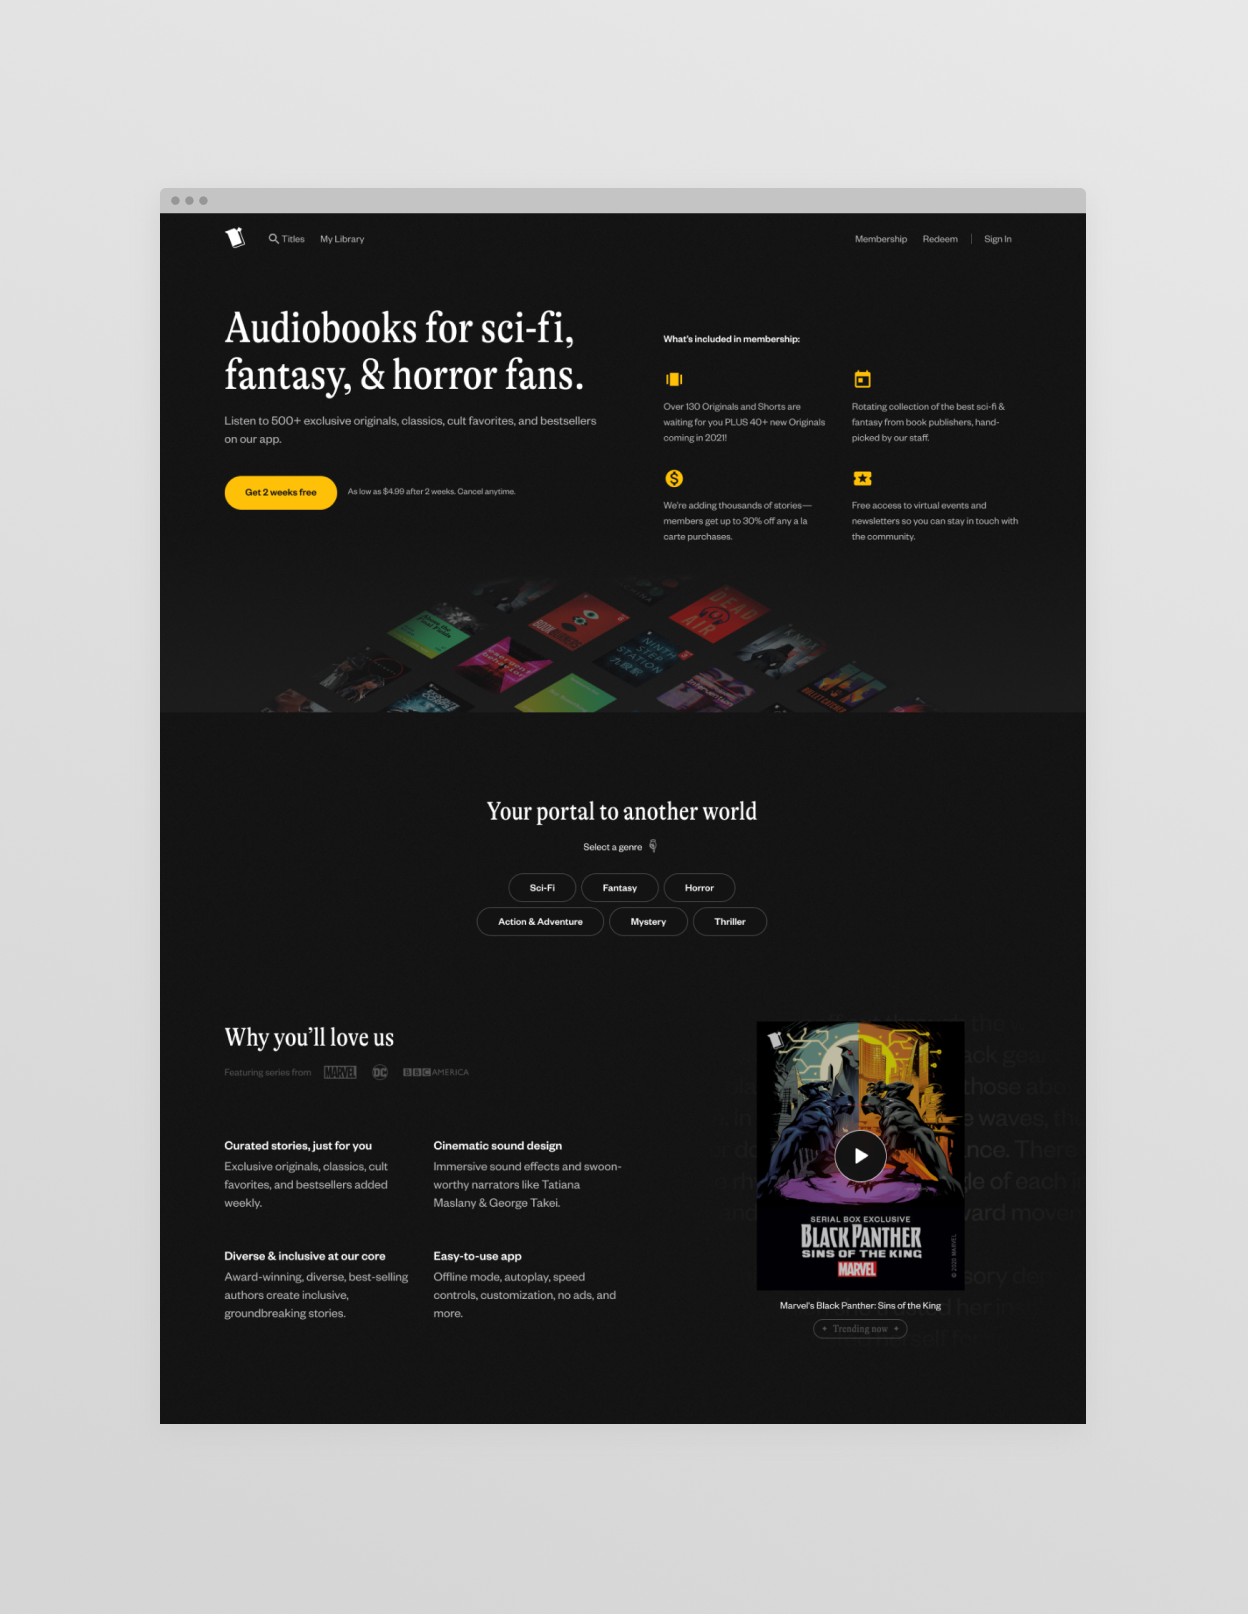 Titles
My Library
Membership
Redeem
Sign In
Audiobooks for sci-fi,
fantasy, & horror fans.
Listen to 500+ exclusive originals, classics, cult favorites, and bestsellers
on our app.
Get 2 weeks free
As low as $4.99 after 2 weeks. Cancel anytime.
What's included in membership:
Over 130 Originals and Shorts are
waiting for you PLUS 40+ new Originals
coming in 2021!
Rotating collection of the best sci-fi &
fantasy from book publishers, hand-
picked by our staff.
We're adding thousands of stories—
members get up to 30% off any a la
carte purchases.
Free access to virtual events and
newsletters so you can stay in touch with
the community.
DEAD
AIR
NINTH
STEP
STATION
Your portal to another world
Select a genre
Sci-Fi
Fantasy
Horror
Action & Adventure
Mystery
Thriller
Why you’ll love us
Featuring series from
MARVEL
DC
BBC AMERICA
Curated stories, just for you
Exclusive originals, classics, cult
favorites, and bestsellers added
weekly.
Cinematic sound design
Immersive sound effects and swoon-
worthy narrators like Tatiana
Maslany & George Takei.
Diverse & inclusive at our core
Award-winning, diverse, best-selling
authors create inclusive,
groundbreaking stories.
Easy-to-use app
Offline mode, autoplay, speed
controls, customization, no ads, and
more.
SERIAL BOX EXCLUSIVE
BLACK PANTHER
SINS OF THE KING
MARVEL
© 2020 MARVEL
Marvel's Black Panther: Sins of the King
Trending now